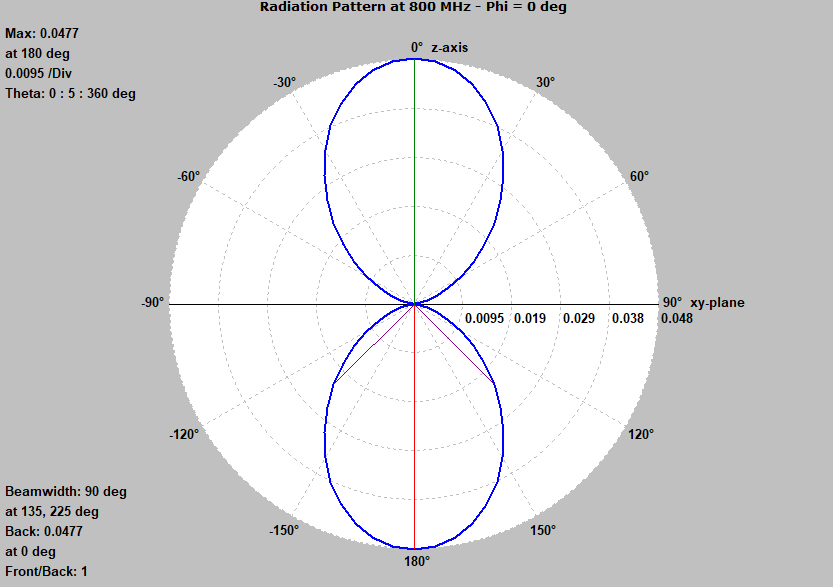 Radiation Pattern at 800 MHz - Phi = 0 deg
Max: 0.0477
at 180 deg
0.0095 /Div
Theta: 0 : 5 : 360 deg
0° z-axis
-30°
30°
-60°
60°
-90°
90° xy-plane
0.0095 0.019 0.029 0.038 0.048
-120°
120°
-150°
150°
180°
Beamwidth: 90 deg
at 135, 225 deg
Back: 0.0477
at 0 deg
Front/Back: 1